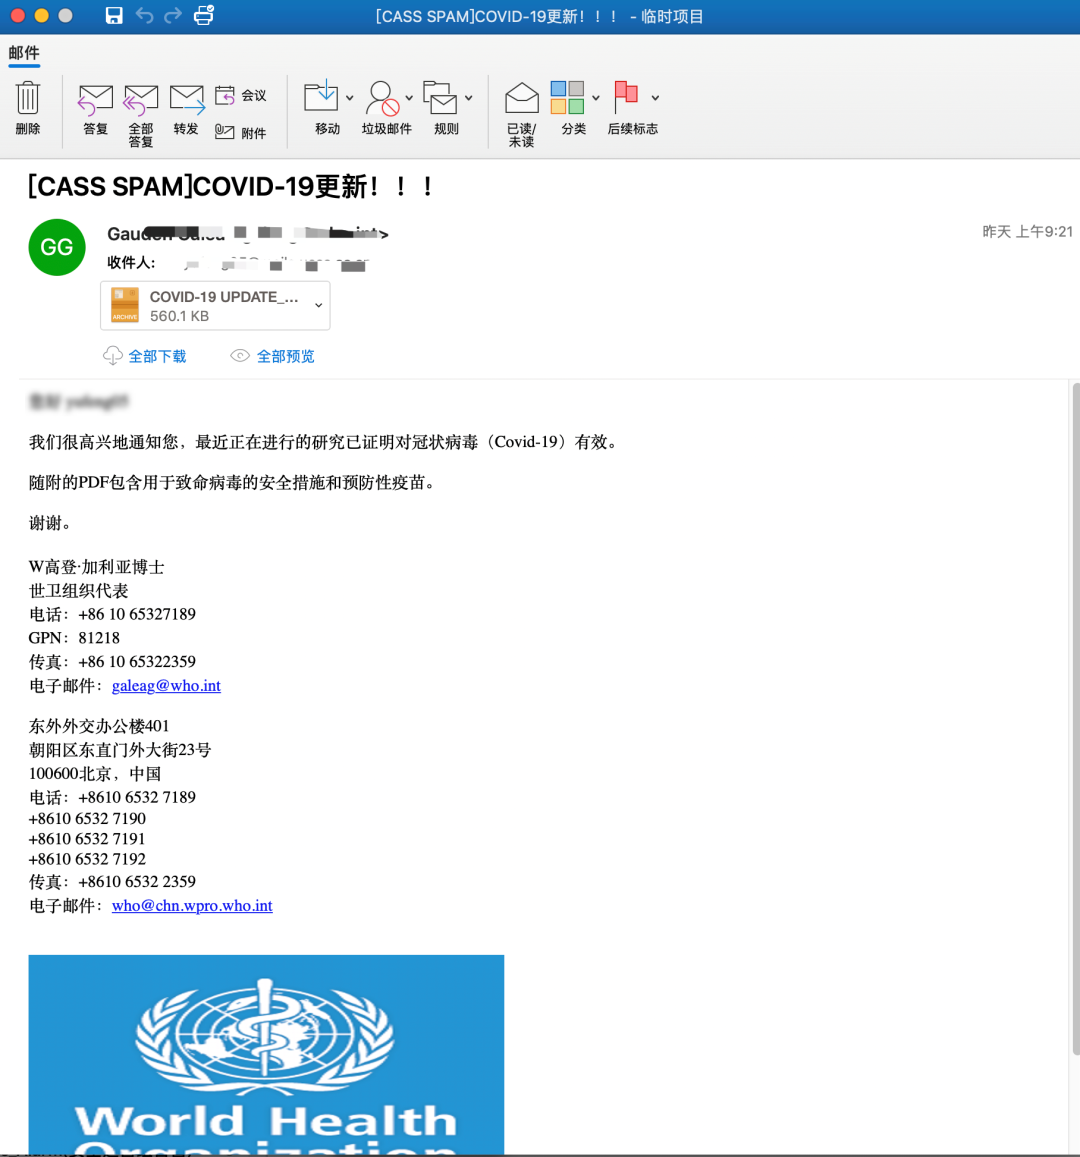 [CASS SPAM]COVID-19更新！！！ - 临时项目
邮件
删除
答复
全部
答复
转发
会议
附件
移动
垃圾邮件
规则
已读/
未读
分类
后续标志
[CASS SPAM]COVID-19更新！！！
GG
昨天 上午9:21
收件人：
COVID-19 UPDATE_...
ARCHIVE
560.1 KB
全部下载
全部预览
我们很高兴地通知您，最近正在进行的研究已证明对冠状病毒（Covid-19）有效。
随附的PDF包含用于致命病毒的安全措施和预防性疫苗。
谢谢。
W高登·加利亚博士
世卫组织代表
电话：+86 10 65327189
GPN：81218
传真：+86 10 65322359
电子邮件：galeag@who.int
东外外交办公楼401
朝阳区东直门外大街23号
100600北京，中国
电话：+8610 6532 7189
+8610 6532 7190
+8610 6532 7191
+8610 6532 7192
传真：+8610 6532 2359
电子邮件：who@chn.wpro.who.int
World Health
Organization